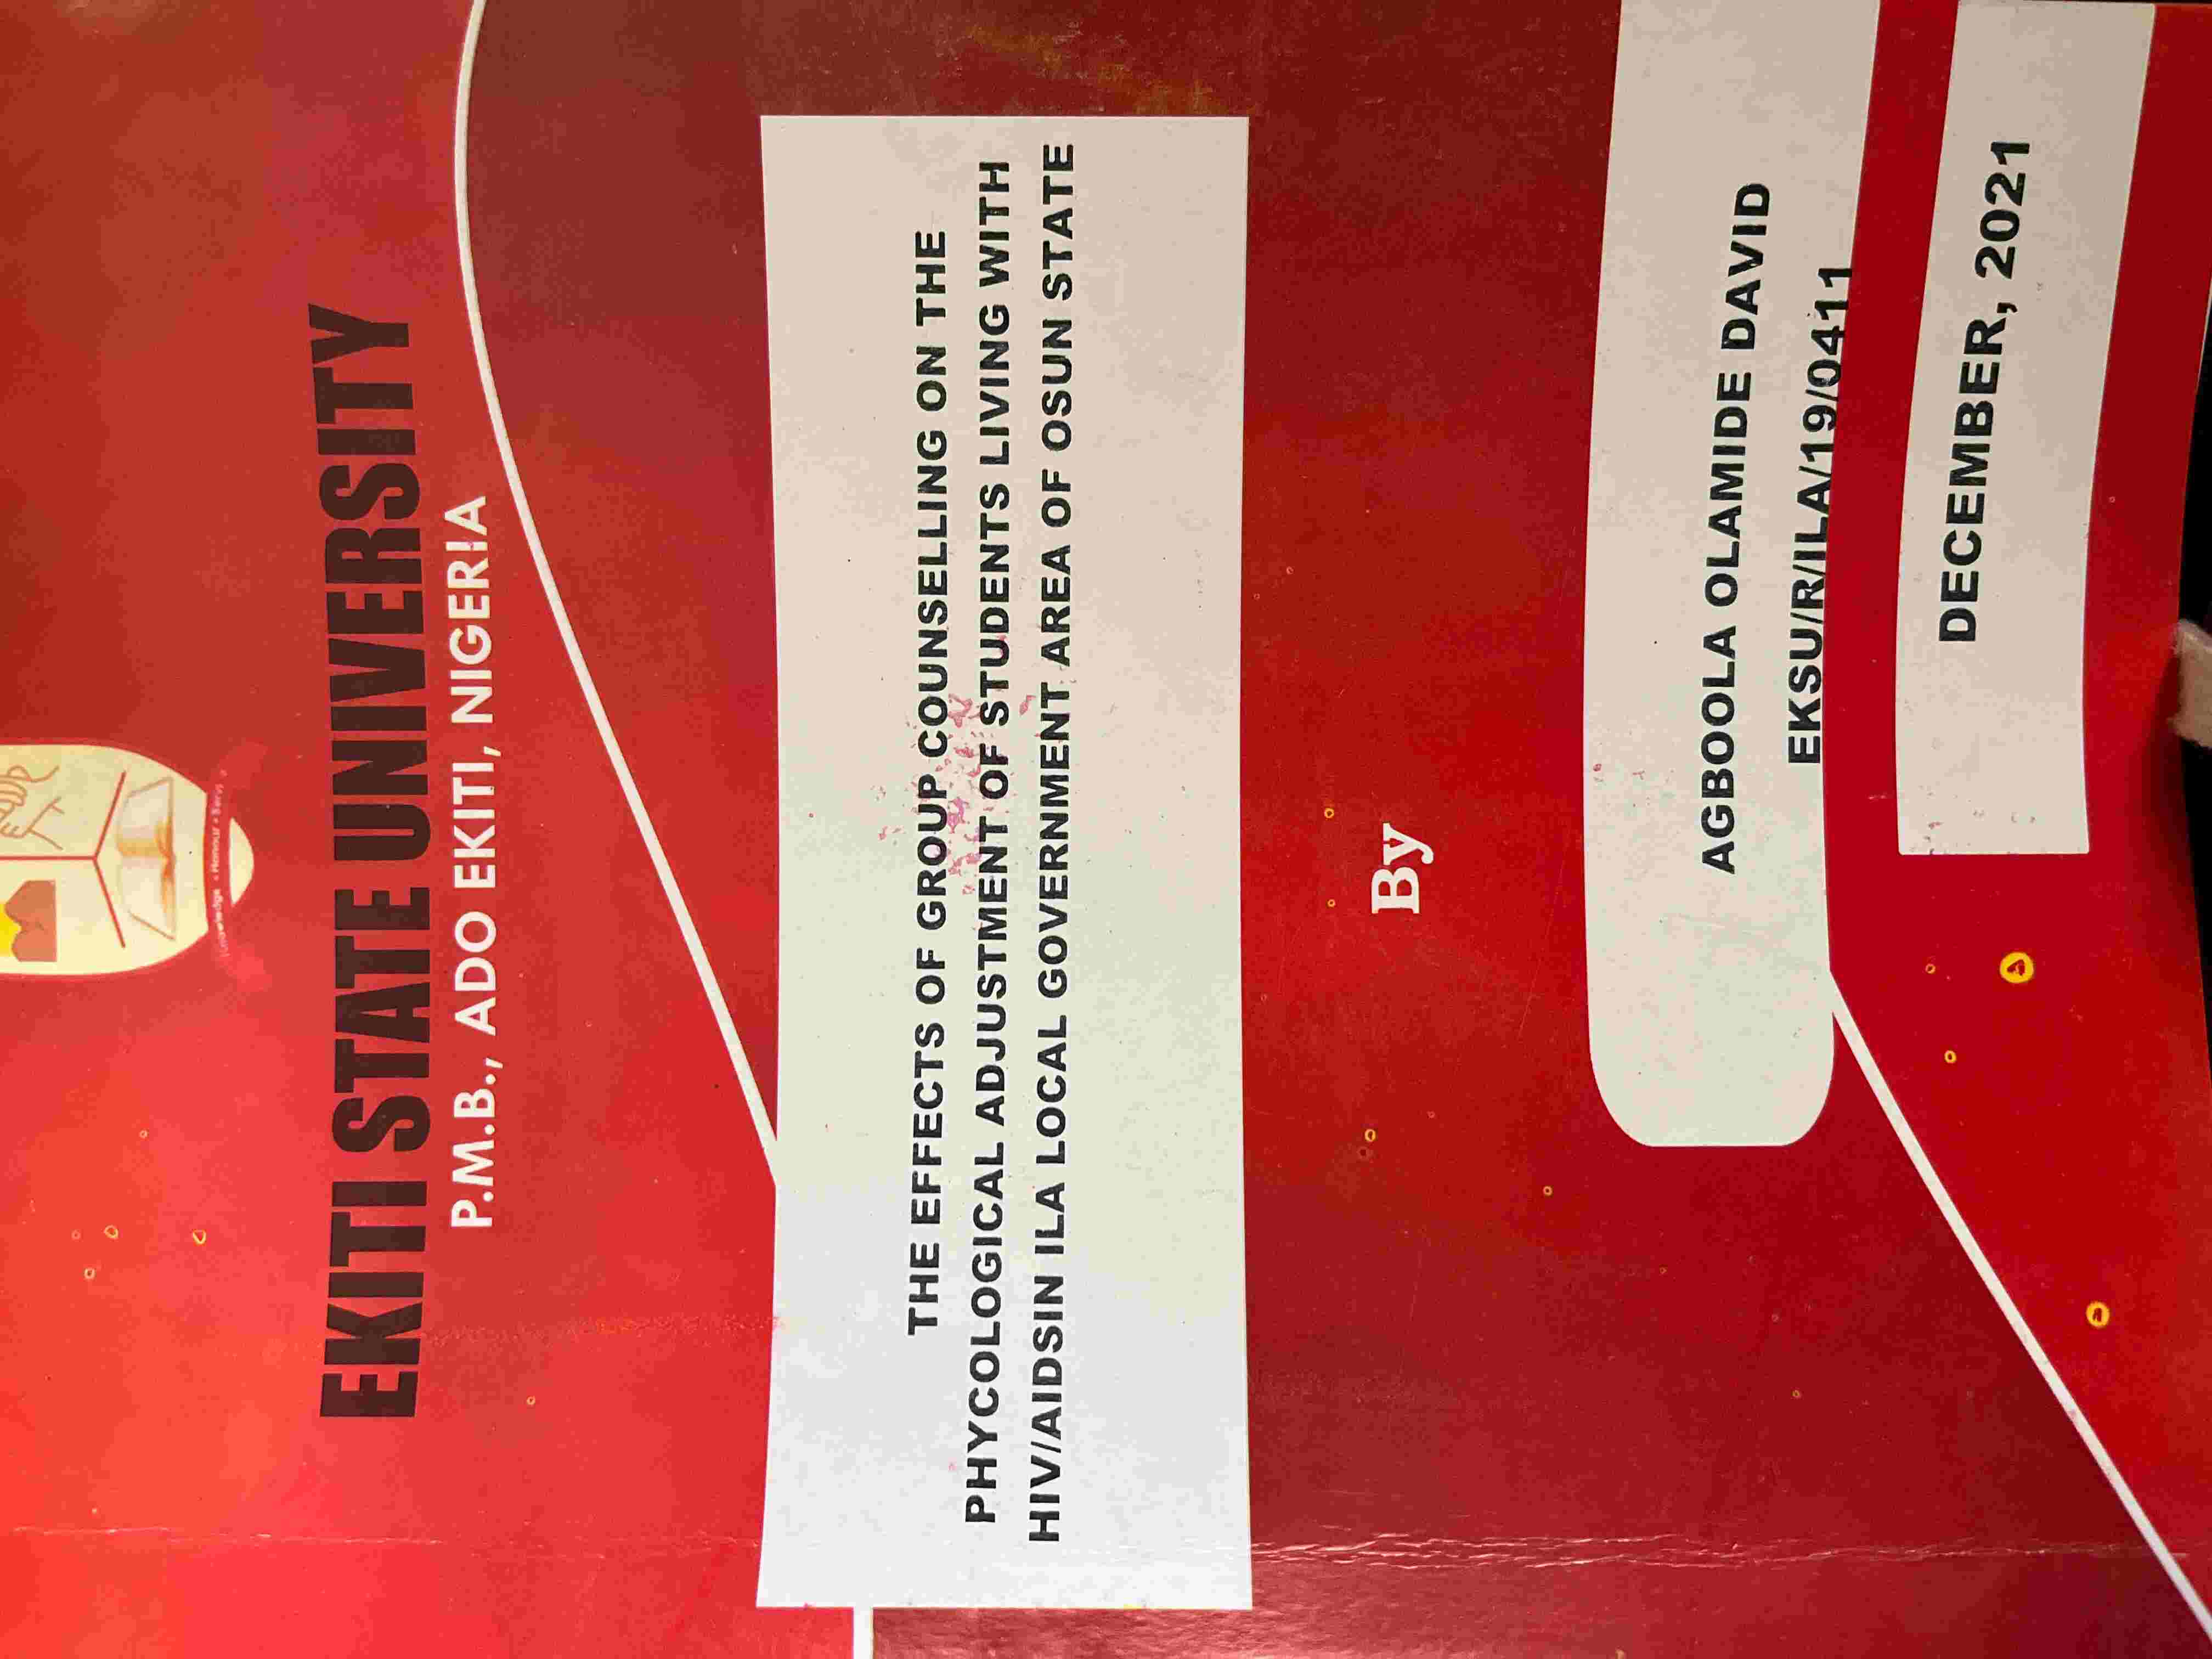 EKITI STATE UNIVERSITY
P.M.B., ADO EKITI, NIGERIA
THE EFFECTS OF GROUP COUNSELLING ON THE
PHYCOLOGICAL ADJUSTMENT OF STUDENTS LIVING WITH
HIV/AIDSIN ILA LOCAL GOVERNMENT AREA OF OSUN STATE
By
AGBOOLA OLAMIDE DAVID
EKSU/R/ILA/19/0411
DECEMBER, 2021